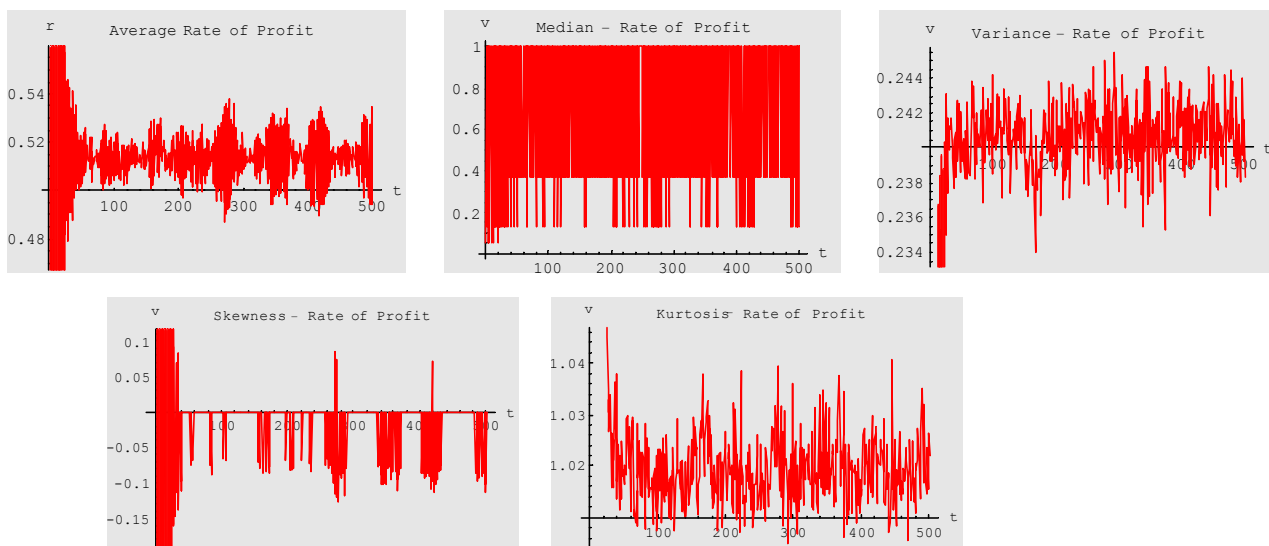 r Average Rate of Profit
0.54
0.52
0.48
100 200 300 400 500 t
v Median - Rate of Profit
1
0.8
0.6
0.4
0.2
100 200 300 400 500 t
v Variance - Rate of Profit
0.244
0.242
0.238
0.236
0.234
100 200 300 400 500 t
v Skewness - Rate of Profit
0.1
0.05
-0.05
-0.1
-0.15
100 200 300 400 500 t
v Kurtosis - Rate of Profit
1.04
1.03
1.02
100 200 300 400 500 t